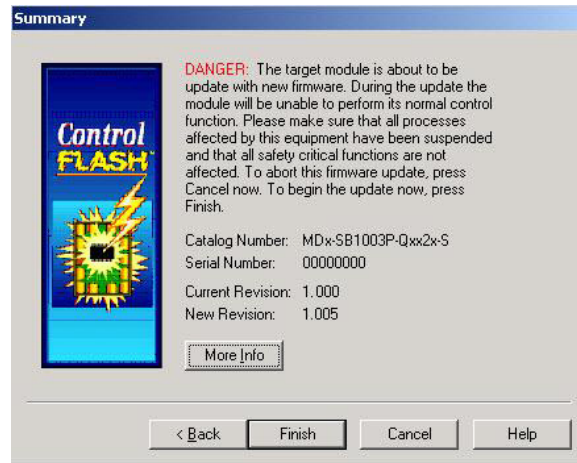 Summary
Control
FLASH
DANGER: The target module is about to be
update with new firmware. During the update the
module will be unable to perform its normal control
function. Please make sure that all processes
affected by this equipment have been suspended
and that all safety critical functions are not
affected. To abort this firmware update, press
Cancel now. To begin the update now, press
Finish.
Catalog Number: MDx-SB1003P-Qxx2x-S
Serial Number: 00000000
Current Revision: 1.000
New Revision: 1.005
More Info
< Back Finish Cancel Help